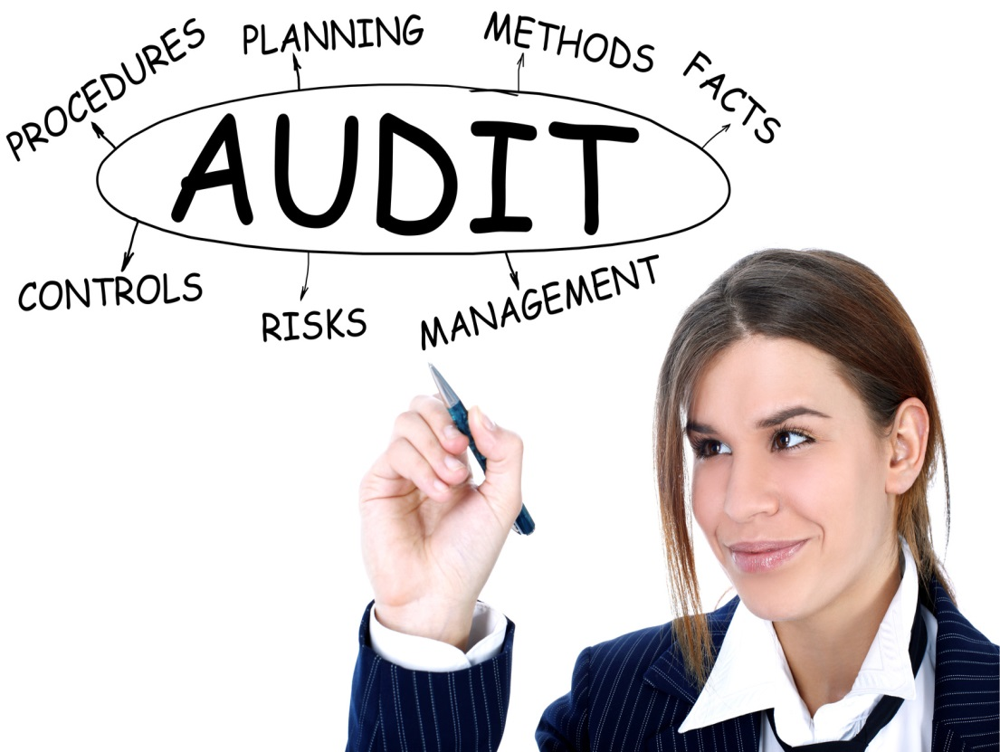 PROCEDURES
PLANNING
METHODS
FACTS
AUDIT
CONTROLS
RISKS
MANAGEMENT